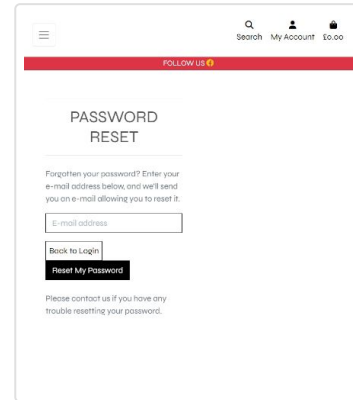 Search My Account £0.00
FOLLOW US
PASSWORD
RESET
Forgotten your password? Enter your
e-mail address below, and we'll send
you an e-mail allowing you to reset it.
E-mail address
Back to Login
Reset My Password
Please contact us if you have any
trouble resetting your password.